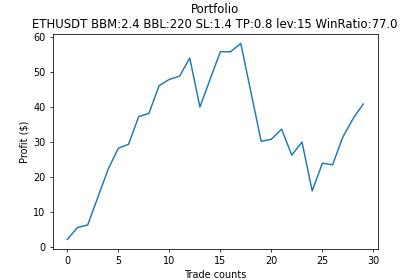 Portfolio
ETHUSDT BBM:2.4 BBL:220 SL:1.4 TP:0.8 lev:15 WinRatio:77.0
60
50
40
30
20
10
0
Profit ($)
0 5 10 15 20 25 30
Trade counts